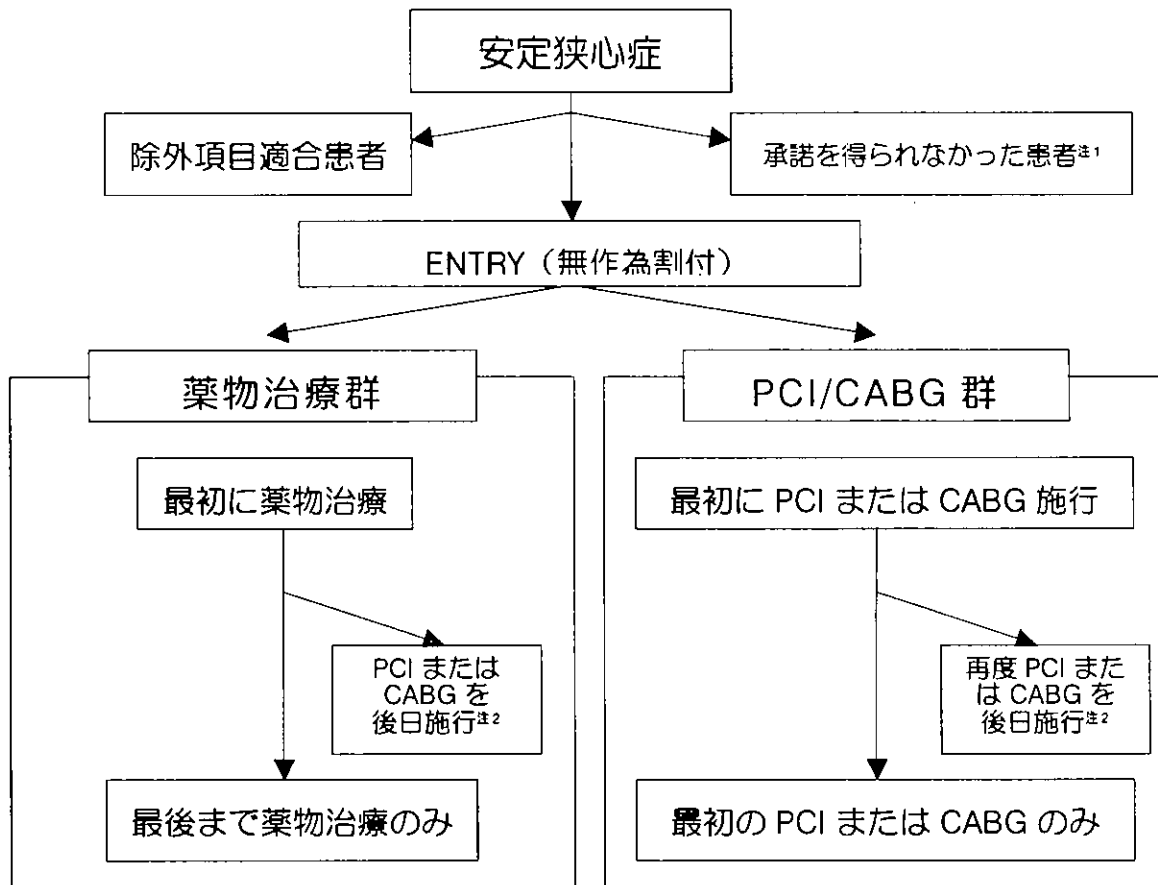 安定狭心症
除外項目適合患者
承諾を得られなかった患者注1
ENTRY（無作為割付）
薬物治療群
PCI/CABG 群
最初に薬物治療
最初に PCI または CABG 施行
PCI または
CABG を
後日施行注2
再度 PCI また
は CABG を
後日施行注2
最後まで薬物治療のみ
最初の PCI または CABG のみ